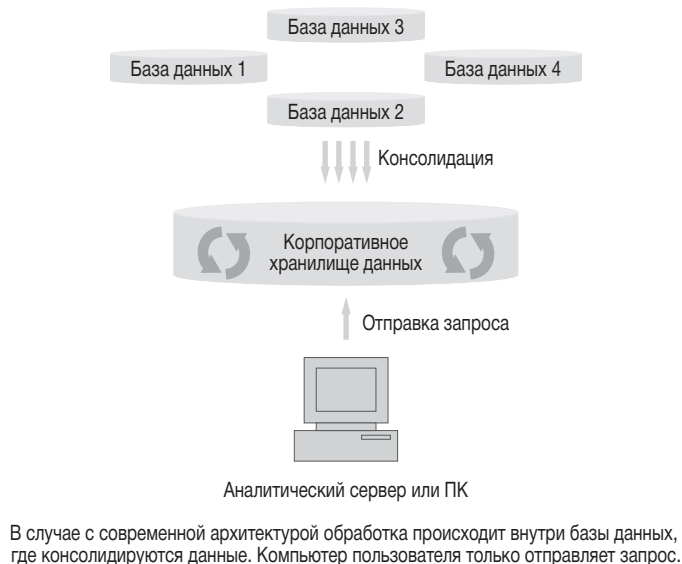 База данных 3
База данных 1
База данных 4
База данных 2
Консолидация
Корпоративное
хранилище данных
Отправка запроса
Аналитический сервер или ПК
В случае с современной архитектурой обработка происходит внутри базы данных,
где консолидируются данные. Компьютер пользователя только отправляет запрос.